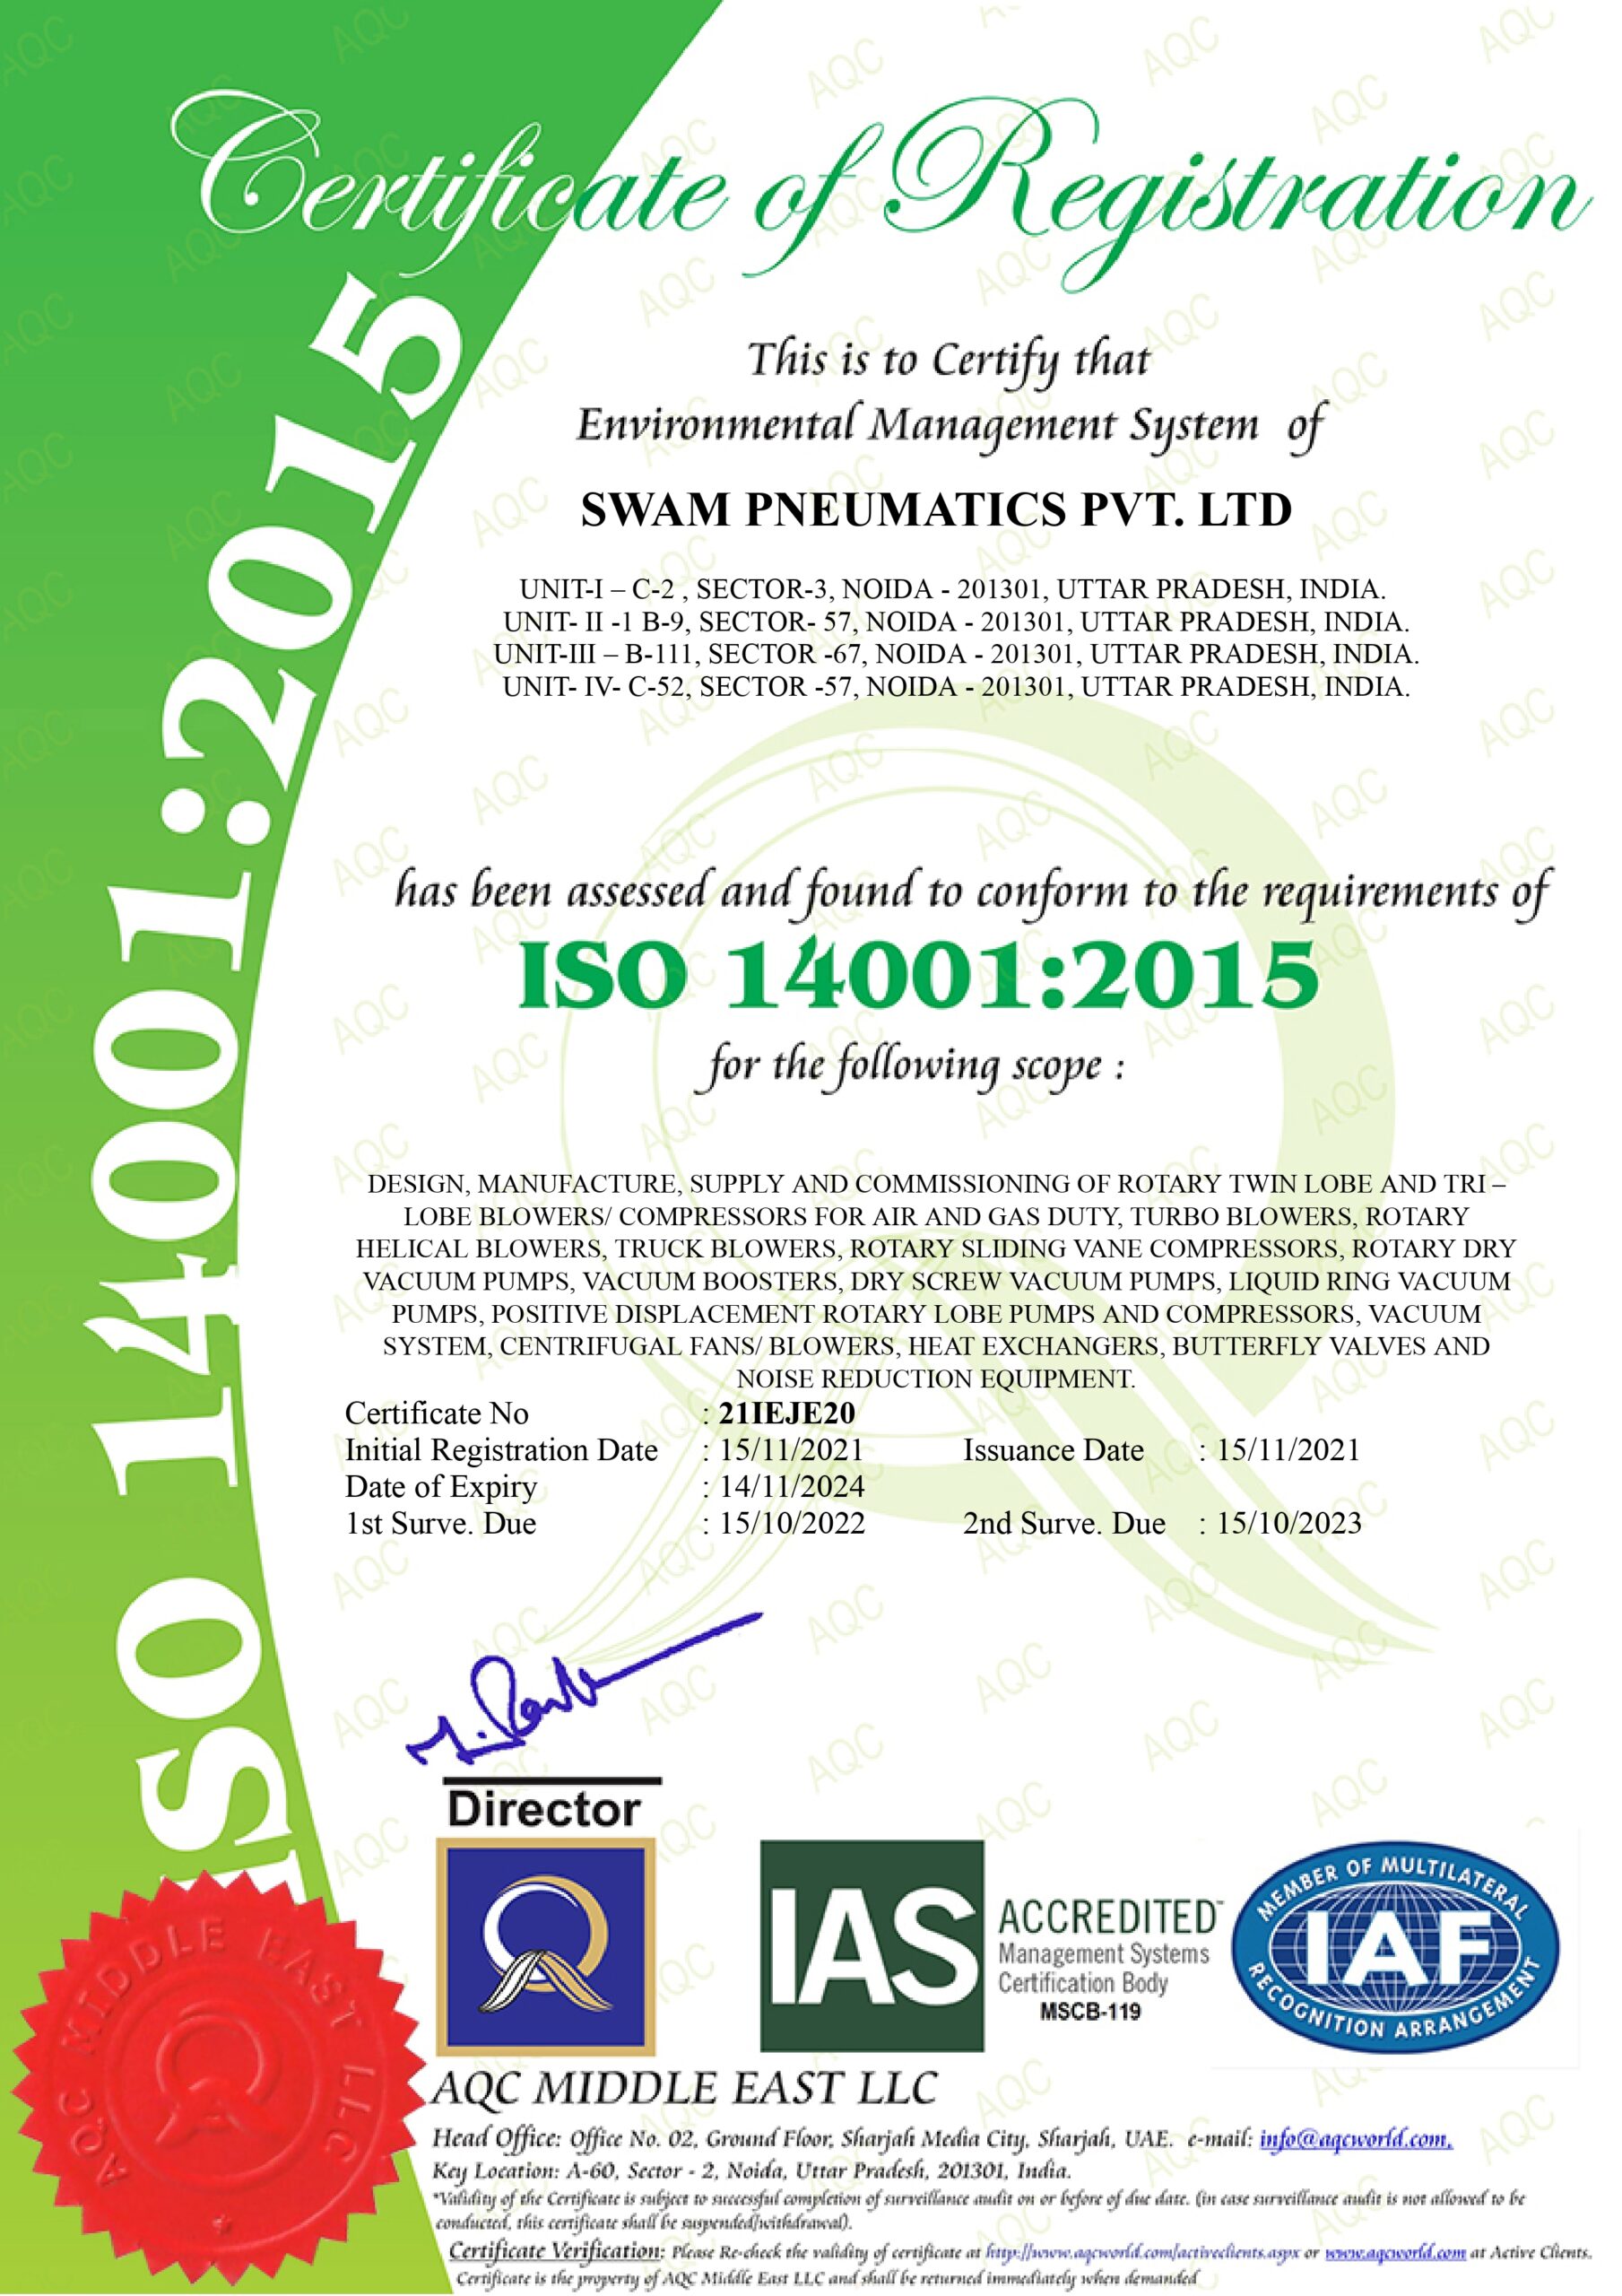 Certificate of Registration
ISO 14001:2015
This is to Certify that
Environmental Management System of
SWAM PNEUMATICS PVT. LTD
UNIT-I – C-2 , SECTOR-3, NOIDA - 201301, UTTAR PRADESH, INDIA.
UNIT- II -1 B-9, SECTOR- 57, NOIDA - 201301, UTTAR PRADESH, INDIA.
UNIT-III – B-111, SECTOR -67, NOIDA - 201301, UTTAR PRADESH, INDIA.
UNIT- IV- C-52, SECTOR -57, NOIDA - 201301, UTTAR PRADESH, INDIA.
has been assessed and found to conform to the requirements of
ISO 14001:2015
for the following scope :
DESIGN, MANUFACTURE, SUPPLY AND COMMISSIONING OF ROTARY TWIN LOBE AND TRI –
LOBE BLOWERS/ COMPRESSORS FOR AIR AND GAS DUTY, TURBO BLOWERS, ROTARY
HELICAL BLOWERS, TRUCK BLOWERS, ROTARY SLIDING VANE COMPRESSORS, ROTARY DRY
VACUUM PUMPS, VACUUM BOOSTERS, DRY SCREW VACUUM PUMPS, LIQUID RING VACUUM
PUMPS, POSITIVE DISPLACEMENT ROTARY LOBE PUMPS AND COMPRESSORS, VACUUM
SYSTEM, CENTRIFUGAL FANS/ BLOWERS, HEAT EXCHANGERS, BUTTERFLY VALVES AND
NOISE REDUCTION EQUIPMENT.
Certificate No : 21IEJE20
Initial Registration Date : 15/11/2021 Issuance Date : 15/11/2021
Date of Expiry : 14/11/2024
1st Surve. Due : 15/10/2022 2nd Surve. Due : 15/10/2023
Director
IAS ACCREDITED™
Management Systems
Certification Body
MSCB-119
MEMBER OF MULTILATERAL
IAF
RECOGNITION ARRANGEMENT
AQC MIDDLE EAST LLC
AQC MIDDLE EAST LLC
Head Office: Office No. 02, Ground Floor, Sharjah Media City, Sharjah, UAE. e-mail: info@aqcworld.com,
Key Location: A-60, Sector - 2, Noida, Uttar Pradesh, 201301, India.
*Validity of the Certificate is subject to successful completion of surveillance audit on or before of due date. (in case surveillance audit is not allowed to be
conducted, this certificate shall be suspended/withdrawal).
Certificate Verification: Please Re-check the validity of certificate at http://www.aqcworld.com/activeclients.aspx or www.aqcworld.com at Active Clients.
Certificate is the property of AQC Middle East LLC and shall be returned immediately when demanded